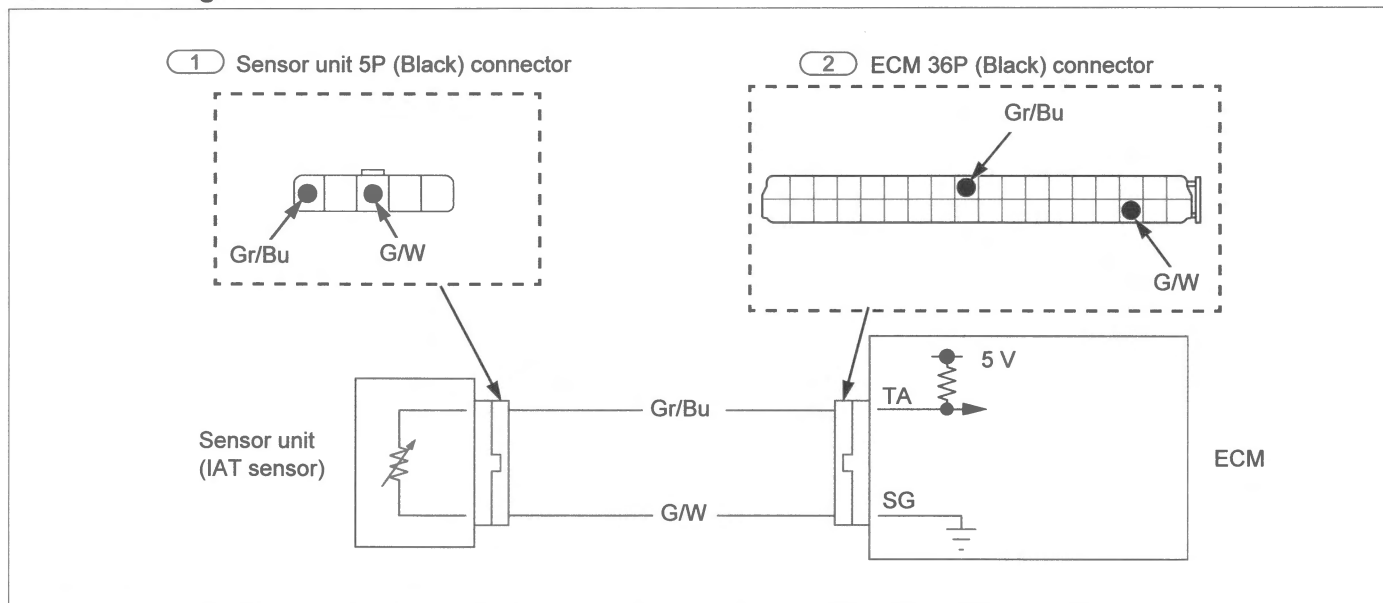 1 Sensor unit 5P (Black) connector
2 ECM 36P (Black) connector
Gr/Bu
Gr/Bu
G/W
G/W
5 V
TA
Gr/Bu
Sensor unit
(IAT sensor)
ECM
SG
G/W